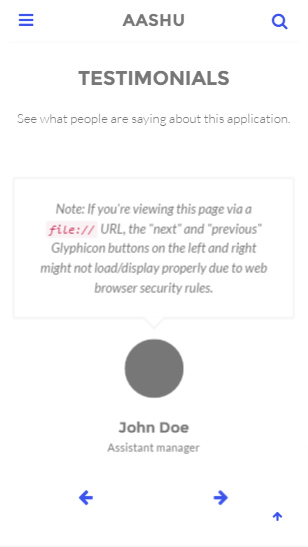 AASHU
TESTIMONIALS
See what people are saying about this application.
Note: If you're viewing this page via a
file:// URL, the "next" and "previous"
Glyphicon buttons on the left and right
might not load/display properly due to web
browser security rules.
John Doe
Assistant manager